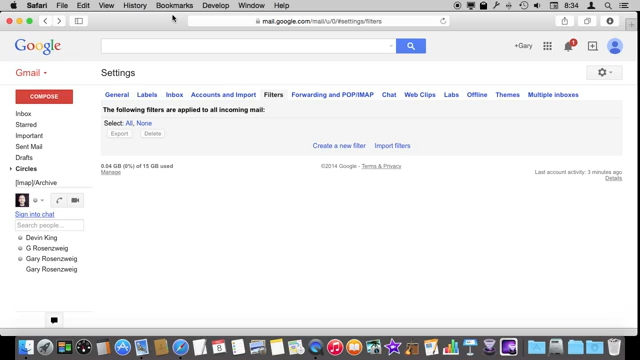 Safari File Edit View History Bookmarks Develop Window Help 8:34
mail.google.com/mail/u/0/#settings/filters
Google +Gary 1
Gmail Settings
COMPOSE
General Labels Inbox Accounts and Import Filters Forwarding and POP/IMAP Chat Web Clips Labs Offline Themes Multiple inboxes
The following filters are applied to all incoming mail:
Select: All, None
Export Delete
Create a new filter Import filters
0.04 GB (0%) of 15 GB used
Manage
©2014 Google - Terms & Privacy
Last account activity: 3 minutes ago
Details
Inbox
Starred
Important
Sent Mail
Drafts
Circles
[Imap]/Archive
Sign into chat
Search people...
Devin King
G Rosenzweig
Gary Rosenzweig
Gary Rosenzweig
8